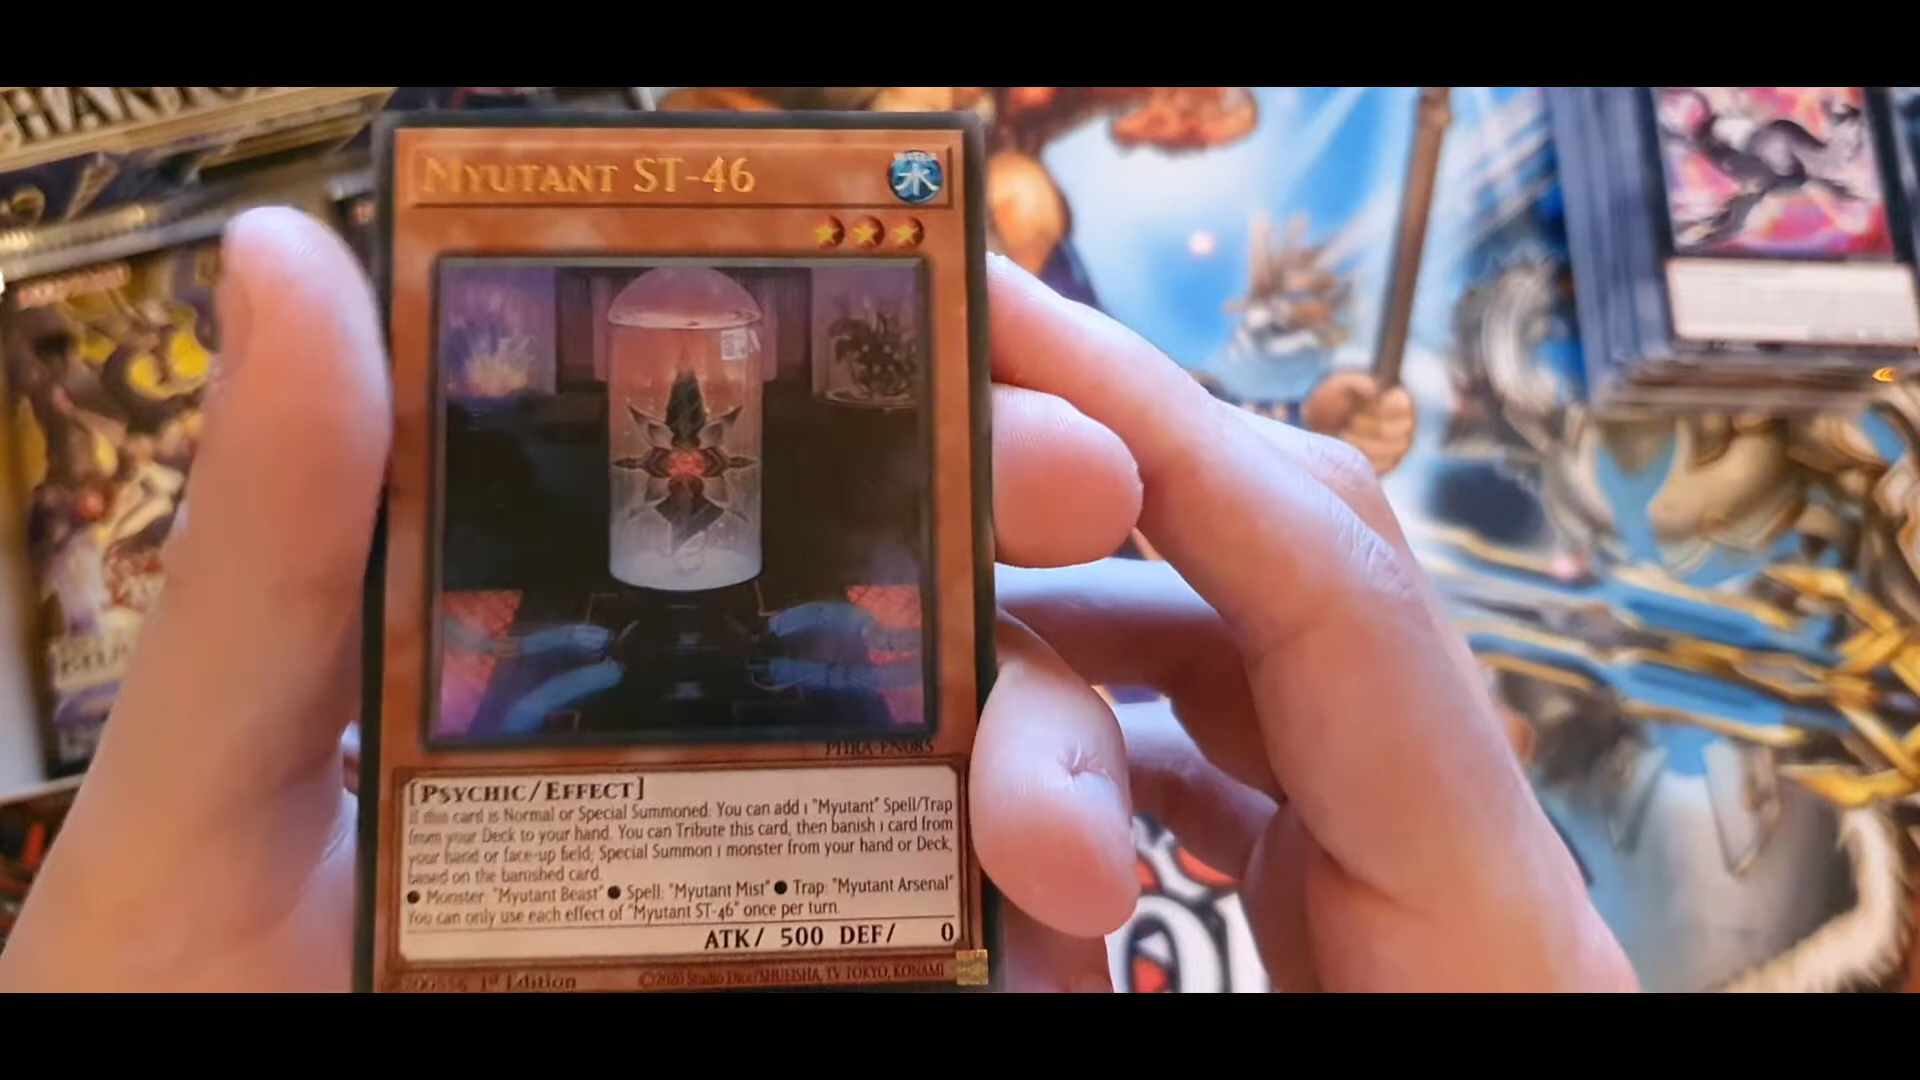 HAN
MYUTANT ST-46
WATER
水
PHRA-EN085
[PSYCHIC/EFFECT]
If this card is Normal or Special Summoned: You can add 1 "Myutant" Spell/Trap
from your Deck to your hand. You can Tribute this card, then banish 1 card from
your hand or face-up field; Special Summon 1 monster from your hand or Deck,
based on the banished card.
● Monster: "Myutant Beast" ● Spell: "Myutant Mist" ● Trap: "Myutant Arsenal"
You can only use each effect of "Myutant ST-46" once per turn.
ATK/ 500 DEF/ 0
1st Edition ©2020 Studio Dice/SHUEISHA, TV TOKYO, KONAMI